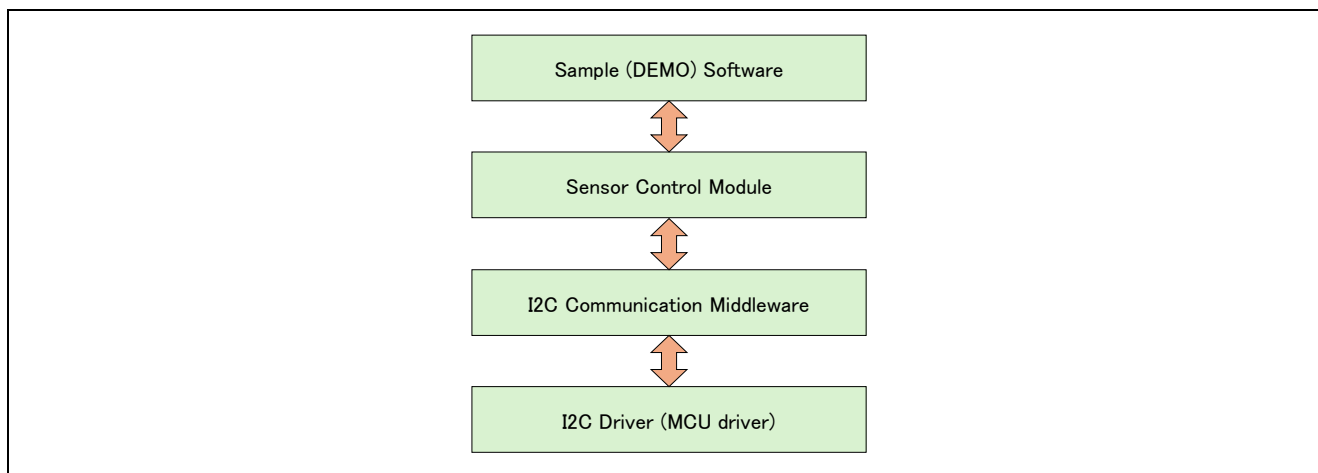 Sample (DEMO) Software
Sensor Control Module
I2C Communication Middleware
I2C Driver (MCU driver)